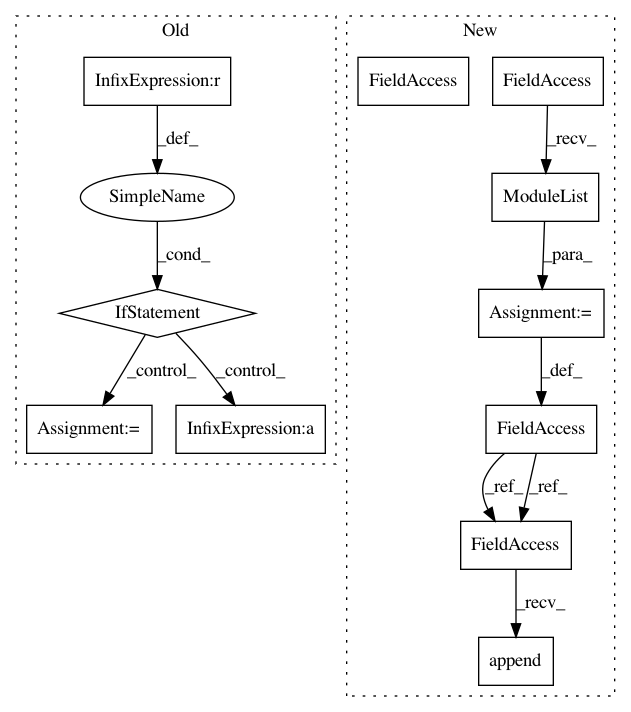 Old
New
InfixExpression:r
FieldAccess
FieldAccess
_def_
_recv_
SimpleName
ModuleList
_cond_
_para_
IfStatement
Assignment:=
_control_
_control_
_def_
Assignment:=
InfixExpression:a
FieldAccess
_ref_
_ref_
FieldAccess
_recv_
append